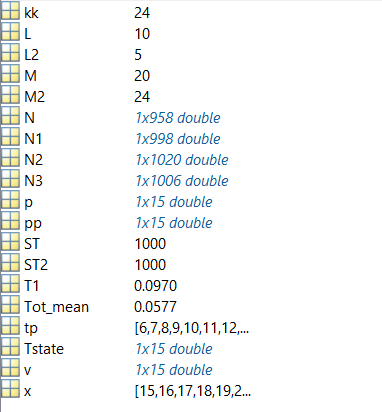 kk 24
L 10
L2 5
M 20
M2 24
N 1x958 double
N1 1x998 double
N2 1x1020 double
N3 1x1006 double
p 1x15 double
pp 1x15 double
ST 1000
ST2 1000
T1 0.0970
Tot_mean 0.0577
tp [6,7,8,9,10,11,12,...
Tstate 1x15 double
v 1x15 double
x [15,16,17,18,19,2...